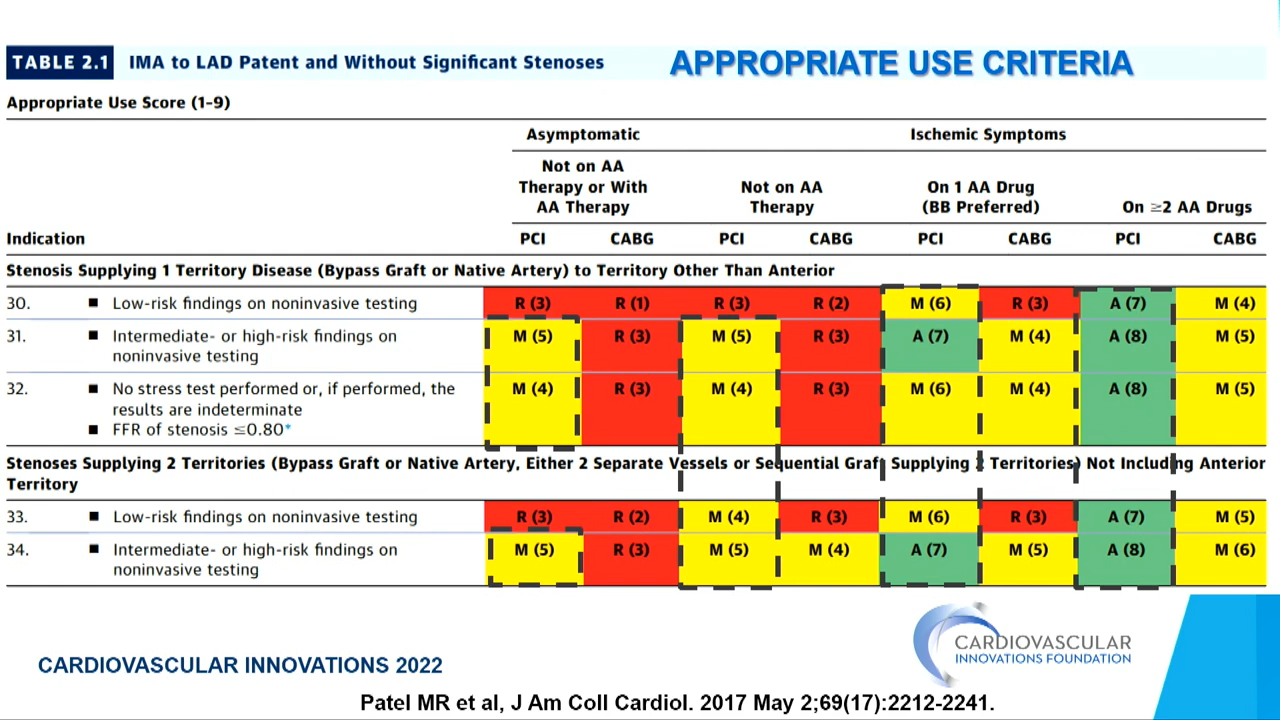 TABLE 2.1 IMA to LAD Patent and Without Significant Stenoses APPROPRIATE USE CRITERIA
Appropriate Use Score (1–9)
Asymptomatic Ischemic Symptoms
Not on AA
Therapy or With
AA Therapy
Not on AA
Therapy
On 1 AA Drug
(BB Preferred)
On ≥2 AA Drugs
Indication PCI CABG PCI CABG PCI CABG PCI CABG
Stenosis Supplying 1 Territory Disease (Bypass Graft or Native Artery) to Territory Other Than Anterior
30. ■ Low-risk findings on noninvasive testing R (3) R (1) R (3) R (2) M (6) R (3) A (7) M (4)
31. ■ Intermediate- or high-risk findings on M (5) R (3) M (5) R (3) A (7) M (4) A (8) M (5)
noninvasive testing
32. ■ No stress test performed or, if performed, the M (4) R (3) M (4) R (3) M (6) M (4) A (8) M (5)
results are indeterminate
■ FFR of stenosis ≤0.80*
Stenoses Supplying 2 Territories (Bypass Graft or Native Artery, Either 2 Separate Vessels or Sequential Graft Supplying 2 Territories) Not Including Anterior
Territory
33. ■ Low-risk findings on noninvasive testing R (3) R (2) M (4) R (3) M (6) R (3) A (7) M (5)
34. ■ Intermediate- or high-risk findings on M (5) R (3) M (5) M (4) A (7) M (5) A (8) M (6)
noninvasive testing
CARDIOVASCULAR
INNOVATIONS FOUNDATION
CARDIOVASCULAR INNOVATIONS 2022
Patel MR et al, J Am Coll Cardiol. 2017 May 2;69(17):2212-2241.